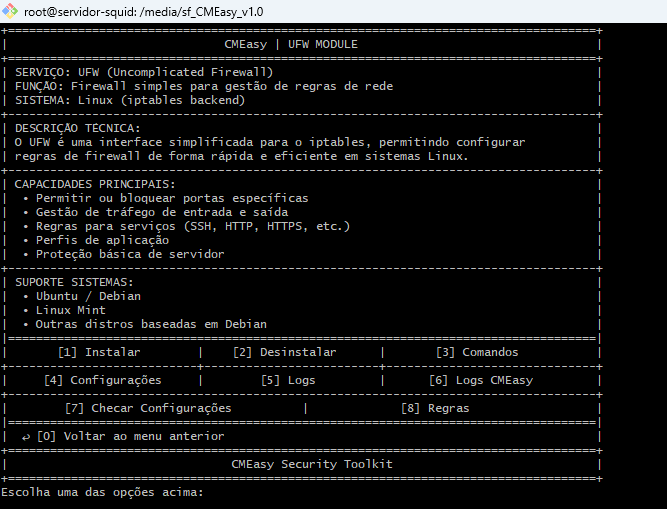 root@servidor-squid: /media/sf_CMEasy_v1.0
CMEasy | UFW MODULE
SERVIÇO: UFW (Uncomplicated Firewall)
FUNÇÃO: Firewall simples para gestão de regras de rede
SISTEMA: Linux (iptables backend)
DESCRIÇÃO TÉCNICA:
O UFW é uma interface simplificada para o iptables, permitindo configurar
regras de firewall de forma rápida e eficiente em sistemas Linux.
CAPACIDADES PRINCIPAIS:
• Permitir ou bloquear portas específicas
• Gestão de tráfego de entrada e saída
• Regras para serviços (SSH, HTTP, HTTPS, etc.)
• Perfis de aplicação
• Proteção básica de servidor
SUPORTE SISTEMAS:
• Ubuntu / Debian
• Linux Mint
• Outras distros baseadas em Debian
[1] Instalar | [2] Desinstalar | [3] Comandos
[4] Configurações | [5] Logs | [6] Logs CMEasy
[7] Checar Configurações | [8] Regras
↩ [0] Voltar ao menu anterior
CMEasy Security Toolkit
Escolha uma das opções acima: